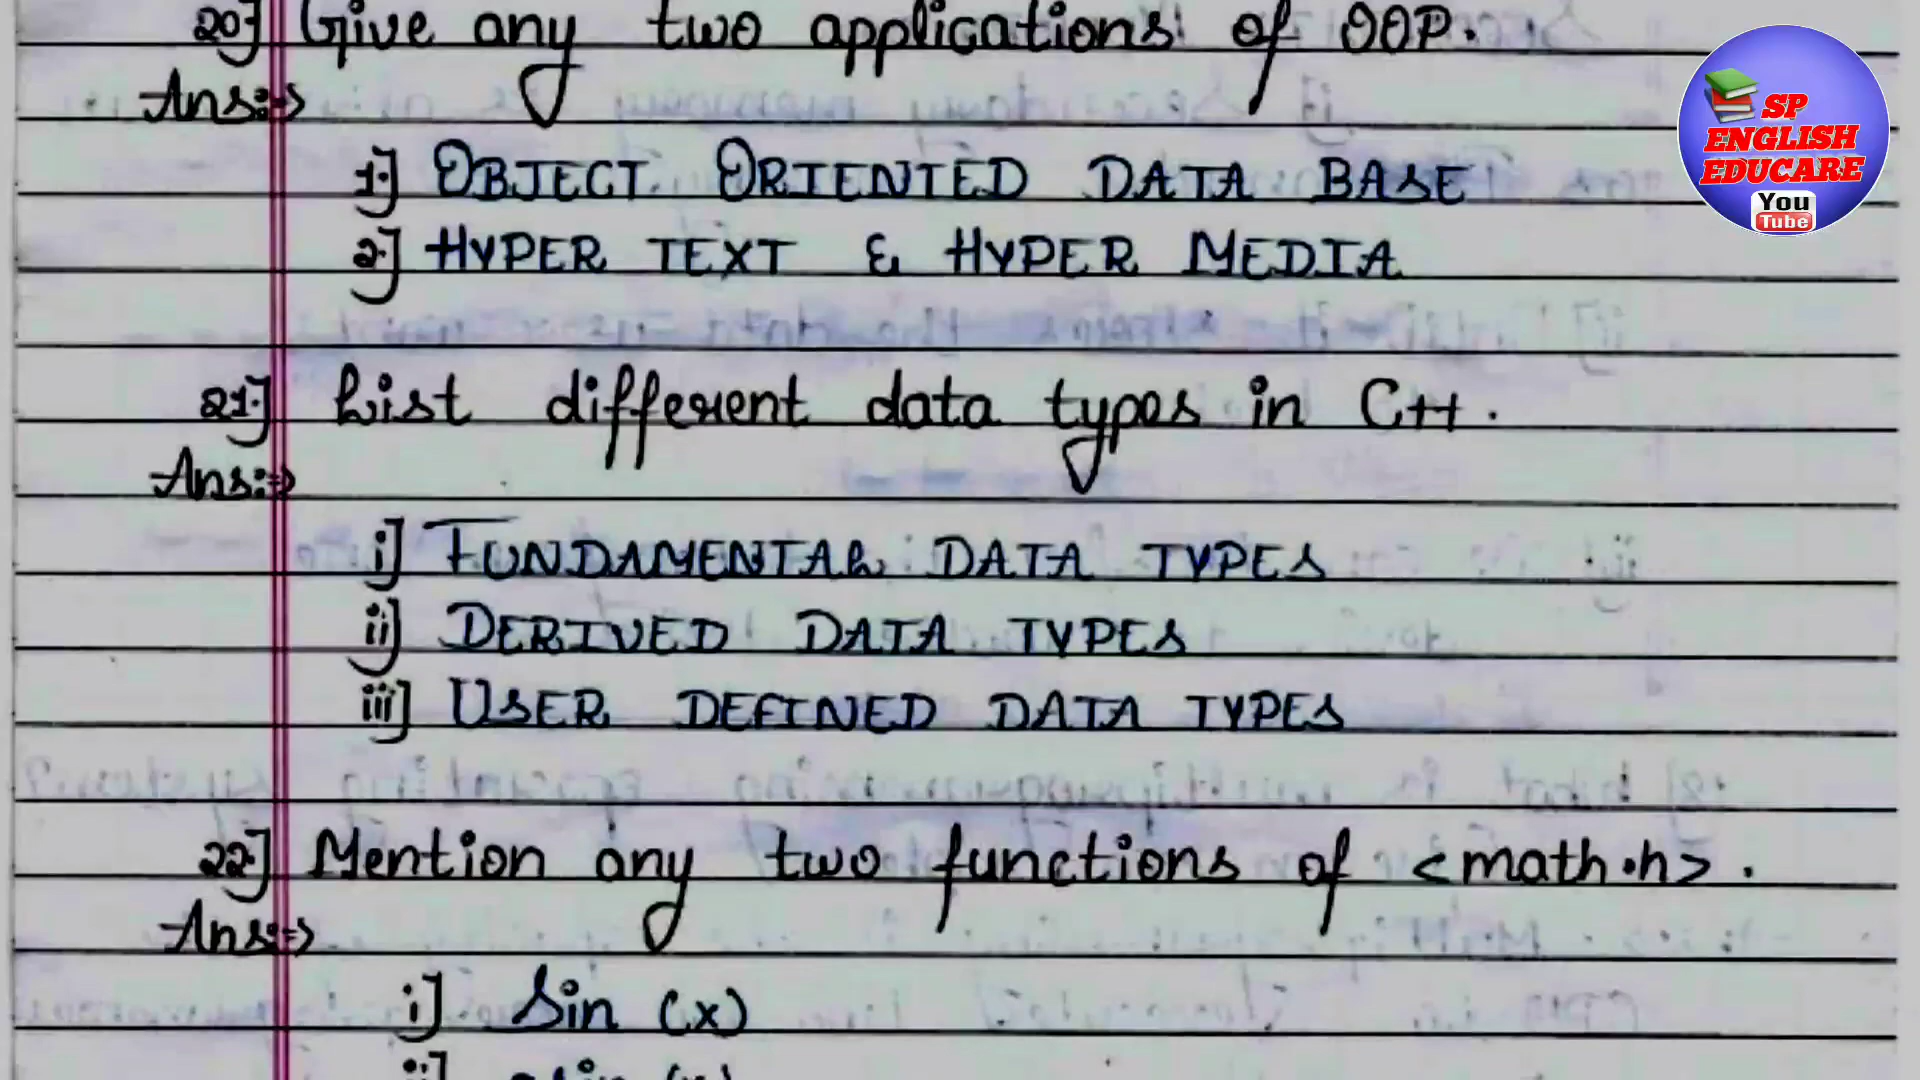 20] Give any two applications of OOP.
Ans:→
1.] OBJECT ORIENTED DATA BASE
2.] HYPER TEXT & HYPER MEDIA
21.] List different data types in C++.
Ans:→
i] FUNDAMENTAL DATA TYPES
ii] DERIVED DATA TYPES
iii] USER DEFINED DATA TYPES
22.] Mention any two functions of <math.h>.
Ans:→
i] Sin (x)
SP
ENGLISH
EDUCARE
You
Tube